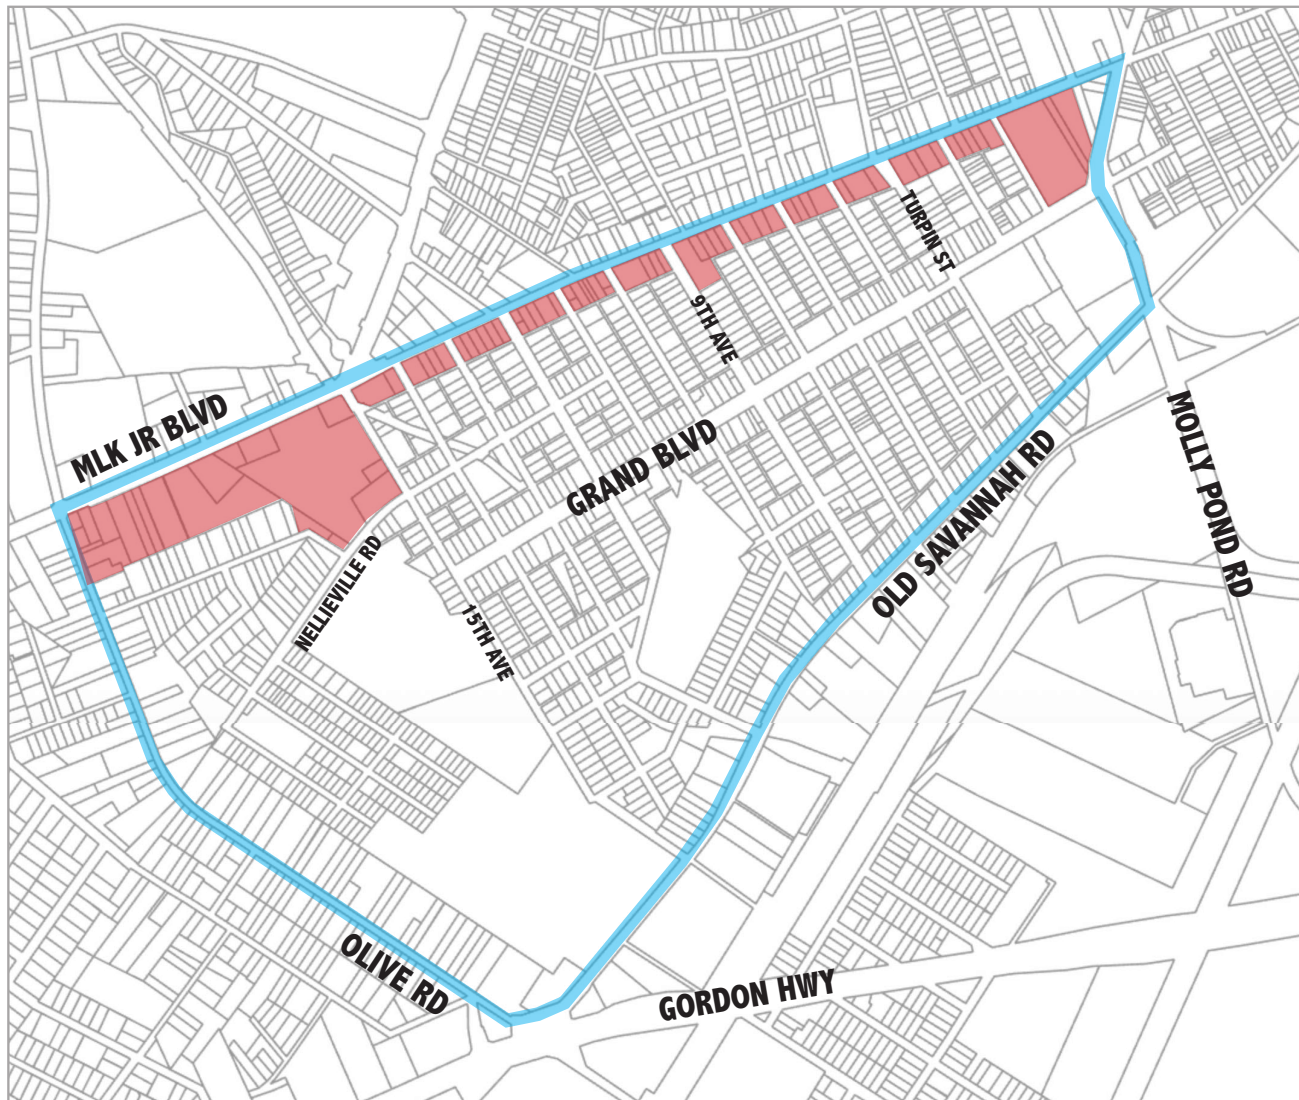 TURPIN ST
9TH AVE
MLK JR BLVD
MOLLY POND RD
GRAND BLVD
OLD SAVANNAH RD
NELLIEVILLE RD
15TH AVE
OLIVE RD
GORDON HWY